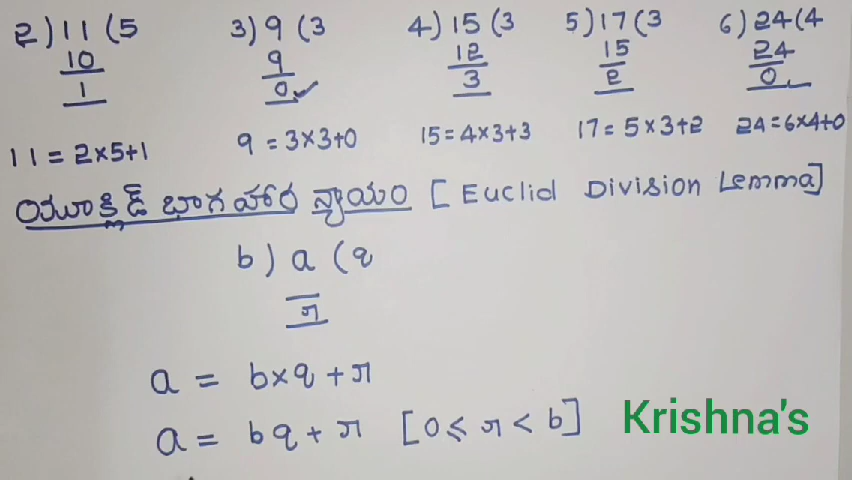 2) 11 (5 3) 9 (3 4) 15 (3 5) 17 (3 6) 24 (4
10 9 12 15 24
1 0 3 2 0
11 = 2×5+1 9 = 3×3+0 15 = 4×3+3 17 = 5×3+2 24 = 6×4+0
యూక్లిడ్ భాగహార న్యాయం [Euclid Division Lemma]
b) a (q
r
a = b×q + r
a = bq + r [0 ≤ r < b]
Krishna's